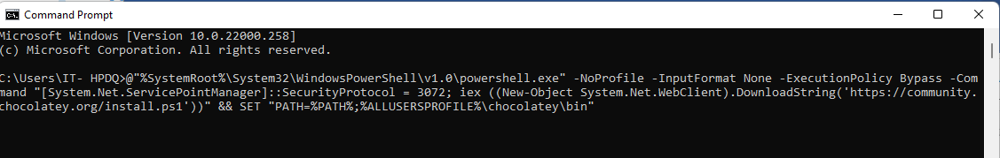 Command Prompt
Microsoft Windows [Version 10.0.22000.258]
(c) Microsoft Corporation. All rights reserved.
C:\Users\IT- HPDQ>@"%SystemRoot%\System32\WindowsPowerShell\v1.0\powershell.exe" -NoProfile -InputFormat None -ExecutionPolicy Bypass -Com
mand "[System.Net.ServicePointManager]::SecurityProtocol = 3072; iex ((New-Object System.Net.WebClient).DownloadString('https://community.
chocolatey.org/install.ps1'))" && SET "PATH=%PATH%;%ALLUSERSPROFILE%\chocolatey\bin"